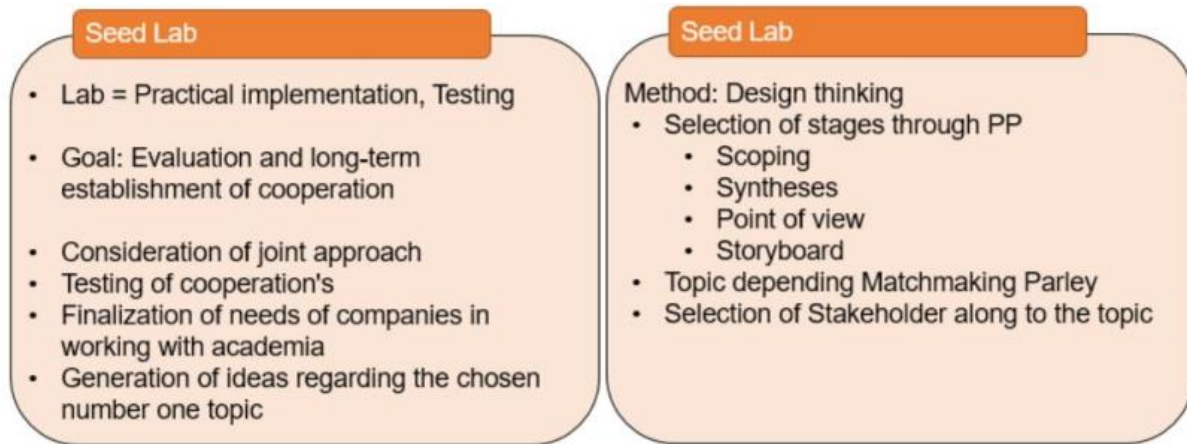 Seed Lab
• Lab = Practical implementation, Testing
• Goal: Evaluation and long-term
establishment of cooperation
• Consideration of joint approach
• Testing of cooperation's
• Finalization of needs of companies in
working with academia
• Generation of ideas regarding the chosen
number one topic
Seed Lab
Method: Design thinking
• Selection of stages through PP
• Scoping
• Syntheses
• Point of view
• Storyboard
• Topic depending Matchmaking Parley
• Selection of Stakeholder along to the topic